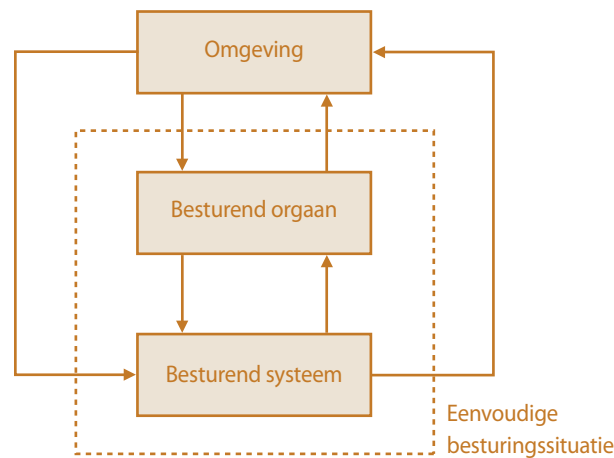 Omgeving
Besturend orgaan
Besturend systeem
Eenvoudige
besturingssituatie